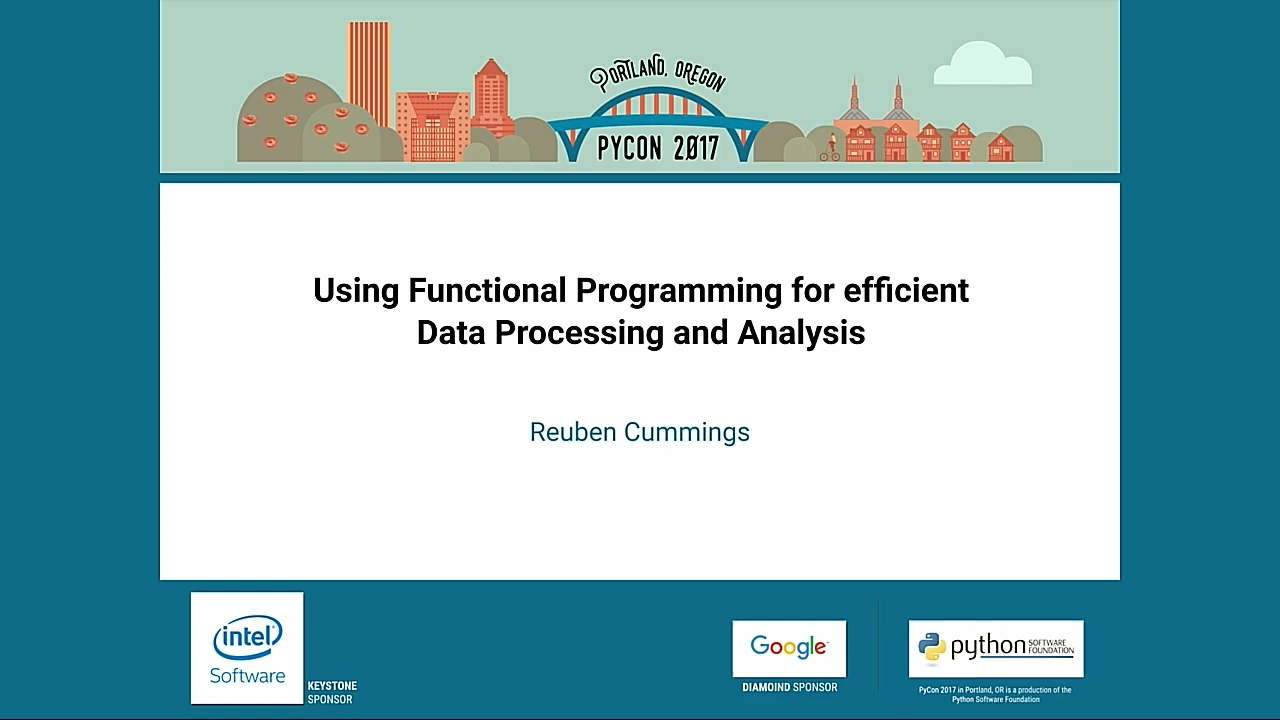 PORTLAND, OREGON
PYCON 2017
Using Functional Programming for efficient
Data Processing and Analysis
Reuben Cummings
intel
Software
KEYSTONE
SPONSOR
Google
DIAMOIND SPONSOR
python SOFTWARE
FOUNDATION
PyCon 2017 in Portland, OR is a production of the
Python Software Foundation